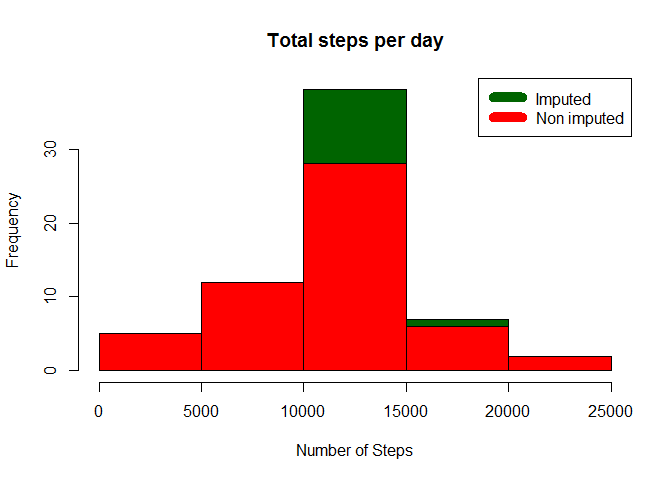 Total steps per day
Imputed
Non imputed
Frequency
30
20
10
0
0 5000 10000 15000 20000 25000
Number of Steps